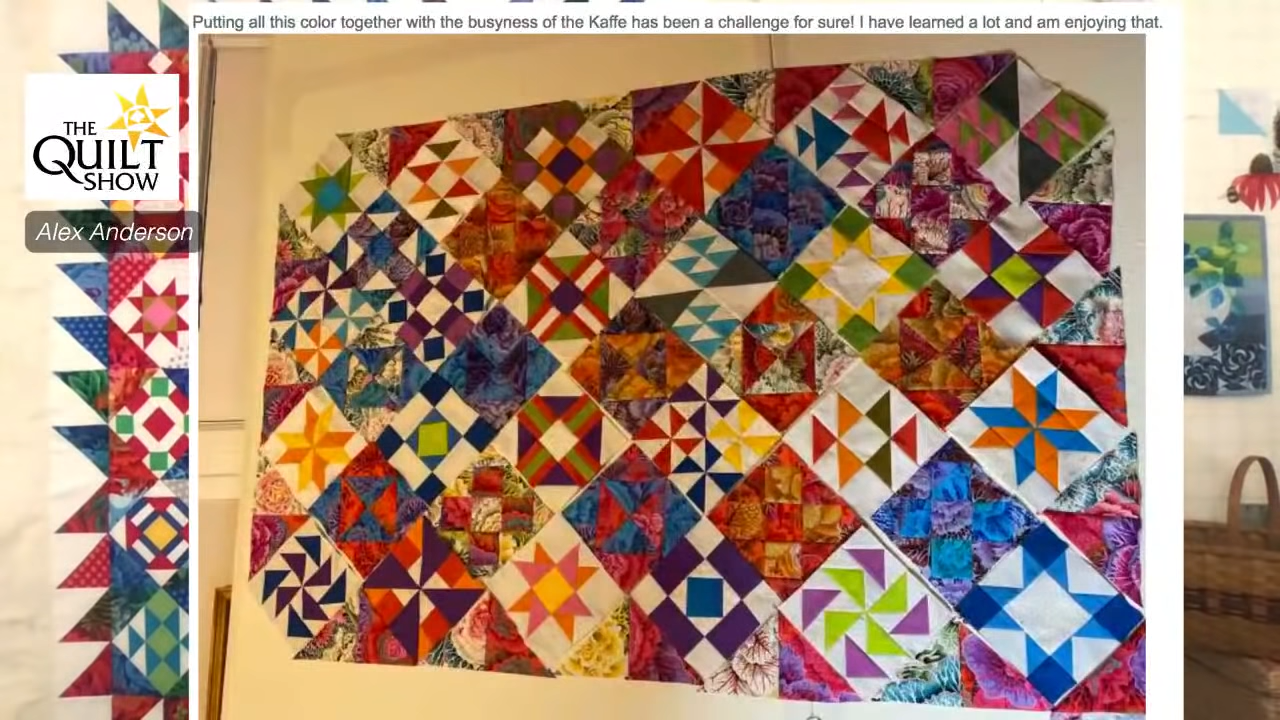 Putting all this color together with the busyness of the Kaffe has been a challenge for sure! I have learned a lot and am enjoying that.
THE
QUILT
SHOW
Alex Anderson